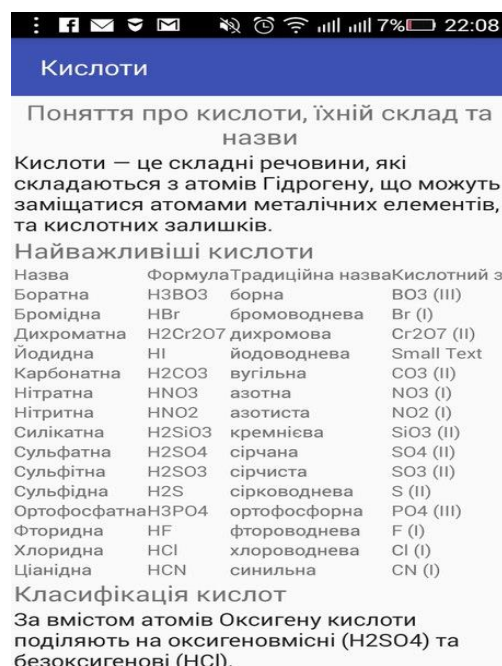 7% 22:08
Кислоти
Поняття про кислоти, їхній склад та
назви
Кислоти — це складні речовини, які
складаються з атомів Гідрогену, що можуть
заміщатися атомами металічних елементів,
та кислотних залишків.
Найважливіші кислоти
Назва Формула Традиційна назва Кислотний з
Боратна H3BO3 борна BO3 (III)
Бромідна HBr бромоводнева Br (I)
Дихроматна H2Cr2O7 дихромова Cr2O7 (II)
Йодидна HI йодоводнева Small Text
Карбонатна H2CO3 вугільна CO3 (II)
Нітратна HNO3 азотна NO3 (I)
Нітритна HNO2 азотиста NO2 (I)
Силікатна H2SiO3 кремнієва SiO3 (II)
Сульфатна H2SO4 сірчана SO4 (II)
Сульфітна H2SO3 сірчиста SO3 (II)
Сульфідна H2S сірководнева S (II)
Ортофосфатна H3PO4 ортофосфорна PO4 (III)
Фторидна HF фтороводнева F (I)
Хлоридна HCl хлороводнева Cl (I)
Ціанідна HCN синильна CN (I)
Класифікація кислот
За вмістом атомів Оксигену кислоти
поділяють на оксигеновмісні (H2SO4) та
безоксигенові (HCl).